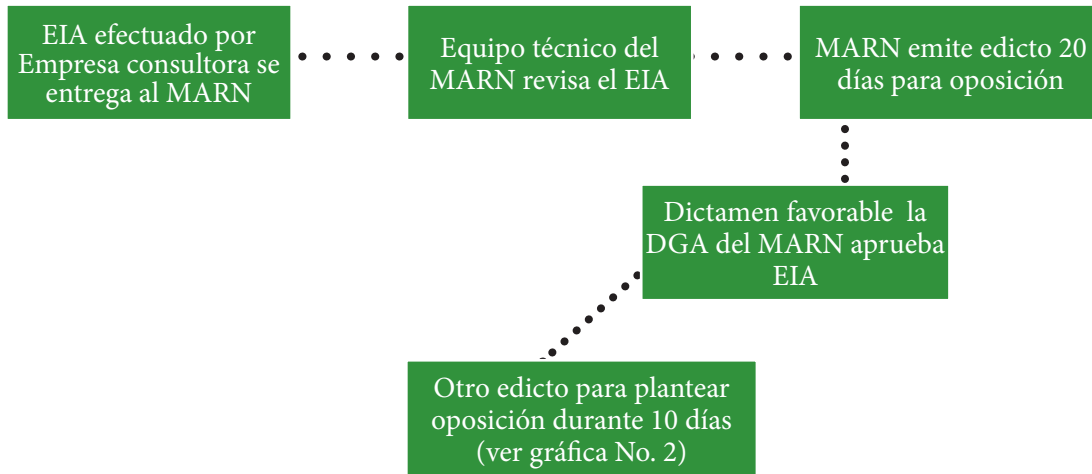 EIA efectuado por
Empresa consultora se
entrega al MARN
Equipo técnico del
MARN revisa el EIA
MARN emite edicto 20
días para oposición
Dictamen favorable la
DGA del MARN aprueba
EIA
Otro edicto para plantear
oposición durante 10 días
(ver gráfica No. 2)